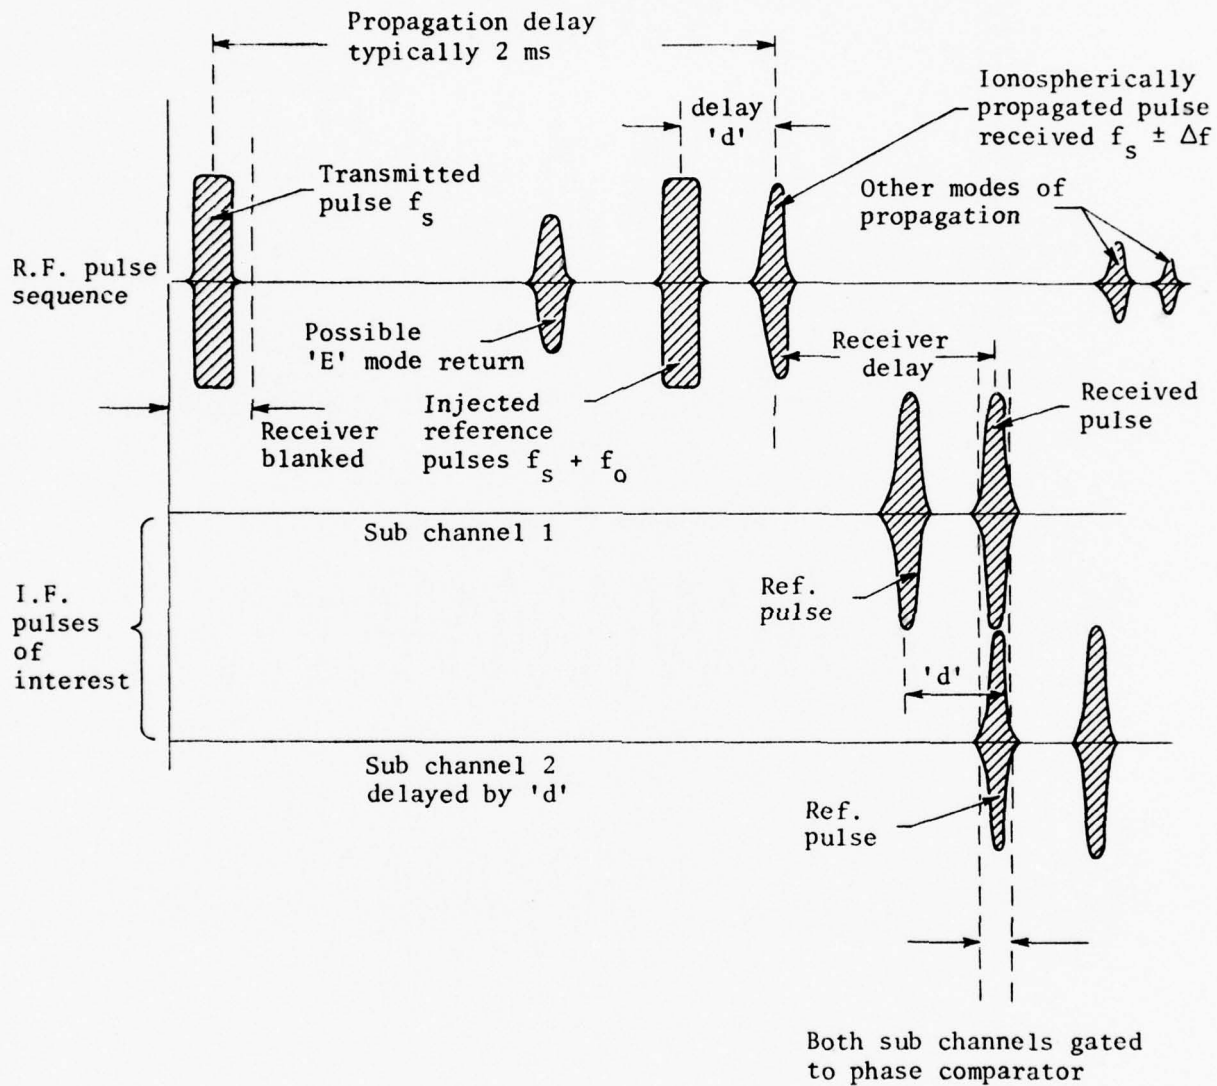 Propagation delay
typically 2 ms
delay
'd'
Ionospherically
propagated pulse
received f_s ± Δf
Transmitted
pulse f_s
Other modes of
propagation
R.F. pulse
sequence
Possible
'E' mode return
Receiver
delay
Receiver
blanked
Injected
reference
pulses f_s + f_o
Received
pulse
Sub channel 1
Ref.
pulse
I.F.
pulses
of
interest
'd'
Sub channel 2
delayed by 'd'
Ref.
pulse
Both sub channels gated
to phase comparator